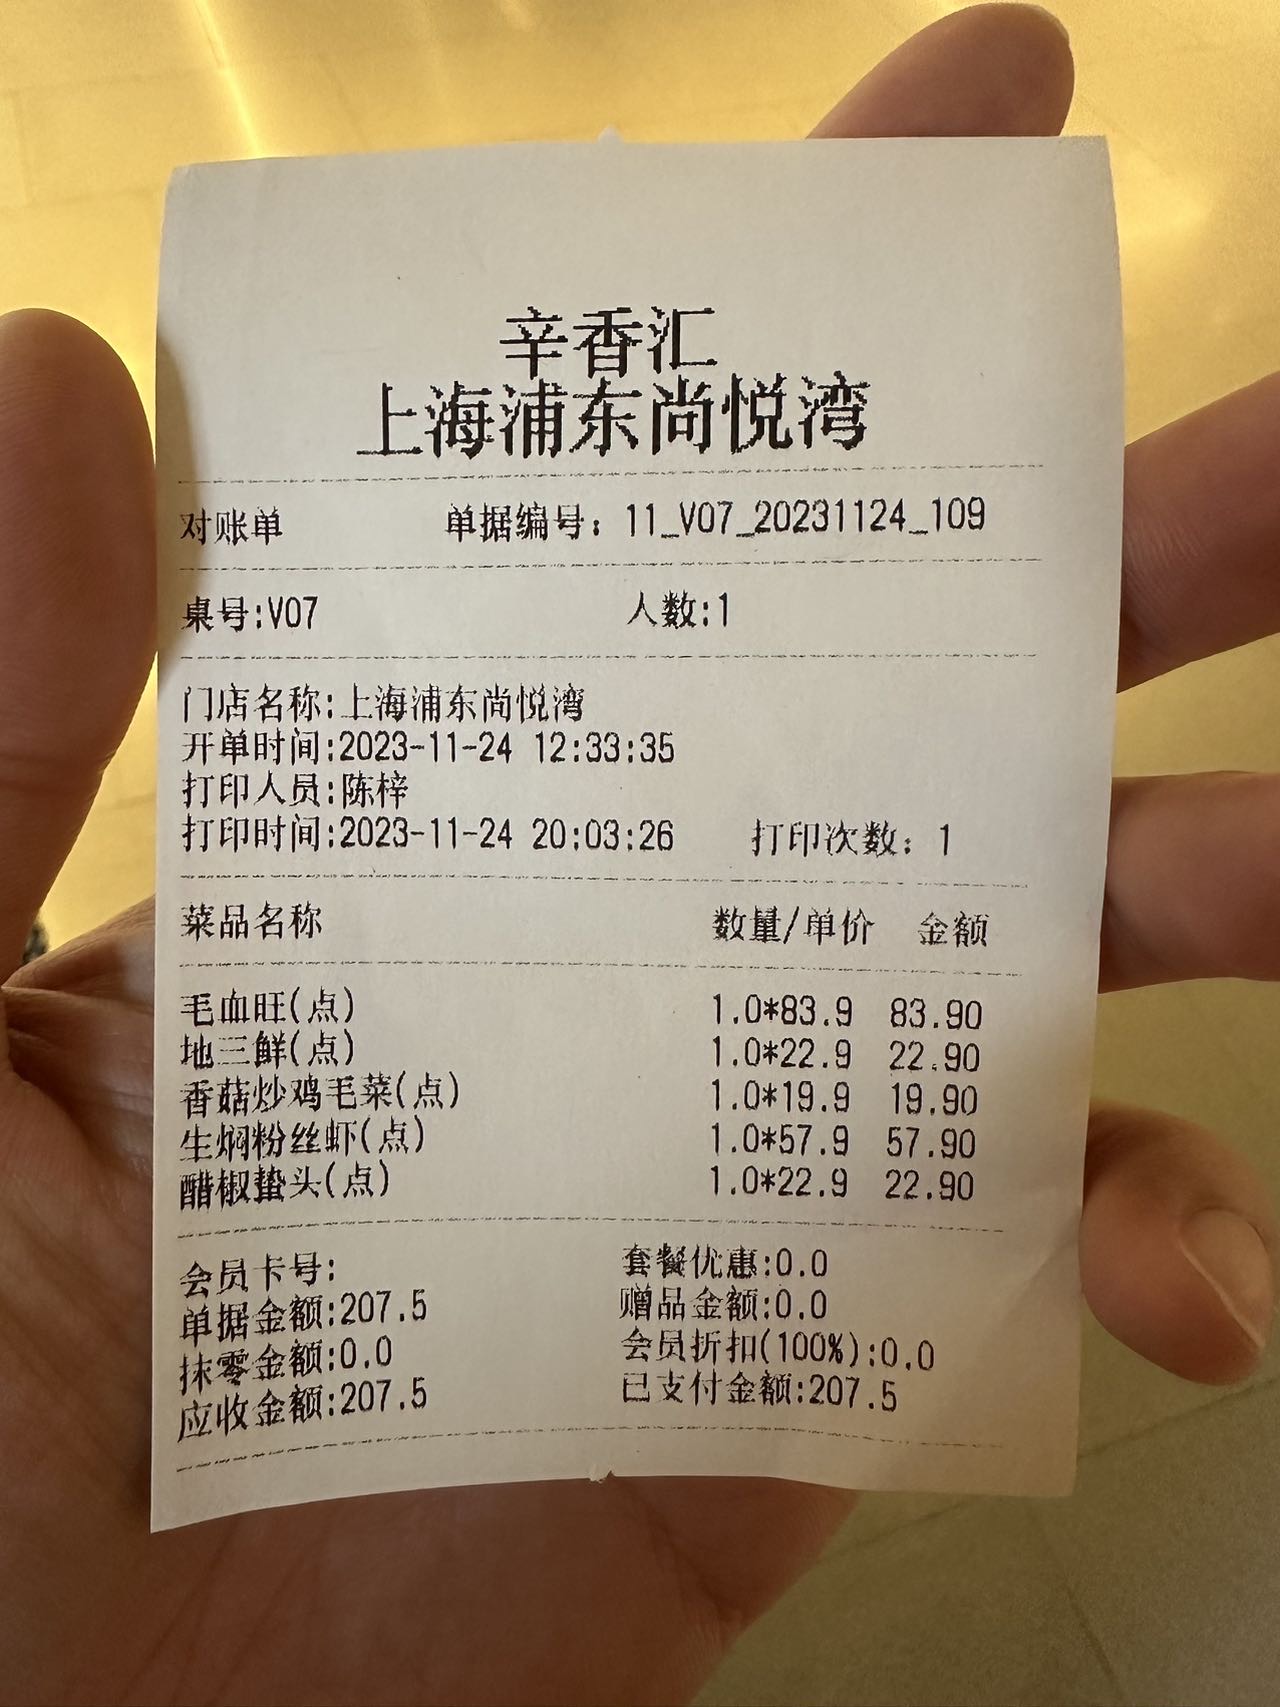 辛香汇
上海浦东尚悦湾
对账单 单据编号：11_V07_20231124_109
桌号:V07 人数:1
门店名称:上海浦东尚悦湾
开单时间:2023-11-24 12:33:35
打印人员:陈梓
打印时间:2023-11-24 20:03:26 打印次数：1
菜品名称 数量/单价 金额
毛血旺(点) 1.0*83.9 83.90
地三鲜(点) 1.0*22.9 22.90
香菇炒鸡毛菜(点) 1.0*19.9 19.90
生焖粉丝虾(点) 1.0*57.9 57.90
醋椒蛰头(点) 1.0*22.9 22.90
会员卡号: 套餐优惠:0.0
单据金额:207.5 赠品金额:0.0
抹零金额:0.0 会员折扣(100%):0.0
应收金额:207.5 已支付金额:207.5